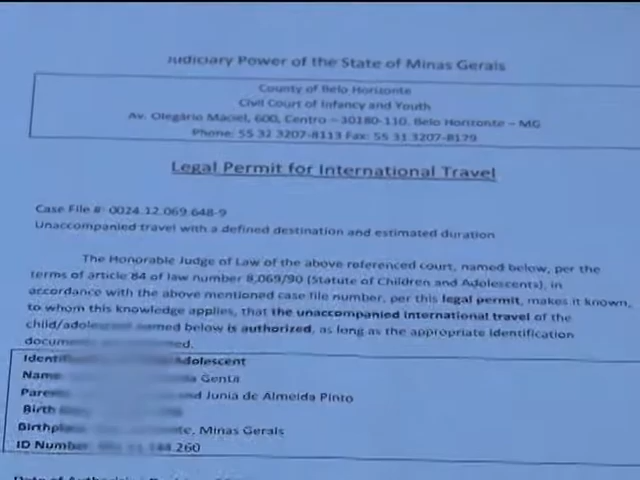 Judiciary Power of the State of Minas Gerais
County of Belo Horizonte
Civil Court of Infancy and Youth
Av. Olegário Maciel, 600, Centro – 30180-110. Belo Horizonte – MG
Phone: 55 32 3207-8113 Fax: 55 31 3207-8179
Legal Permit for International Travel
Case File #: 0024.12.069.648-9
Unaccompanied travel with a defined destination and estimated duration
The Honorable Judge of Law of the above referenced court, named below, per the
terms of article 84 of law number 8,069/90 (Statute of Children and Adolescents), in
accordance with the above mentioned case file number, per this legal permit, makes it known,
to whom this knowledge applies, that the unaccompanied international travel of the
child/adolescent named below is authorized, as long as the appropriate identification
Adolescent
Name Genta
Junia de Almeida Pinto
Birth
Minas Gerais
ID Number 260